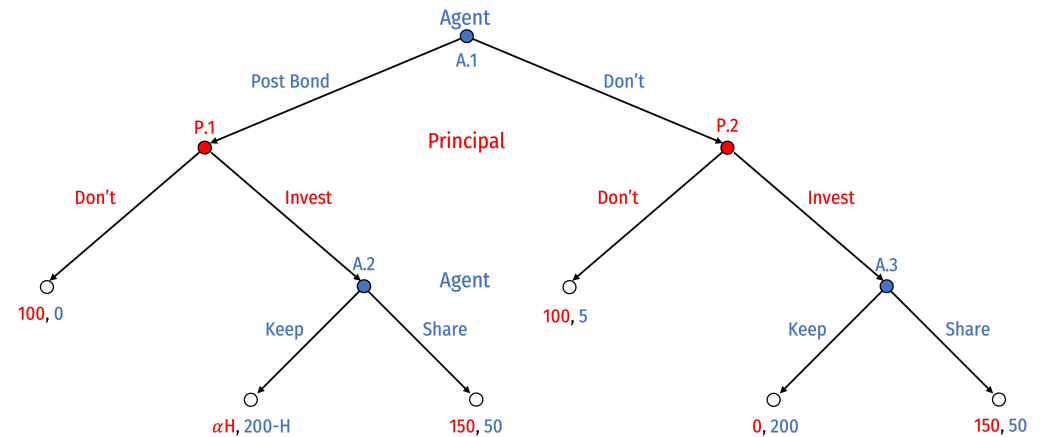 Agent
A.1
Post Bond
Don't
P.1
Principal
P.2
Don't
Invest
Don't
Invest
A.2
Agent
A.3
100, 0
100, 5
Keep
Share
Keep
Share
αH, 200-H
150, 50
0, 200
150, 50